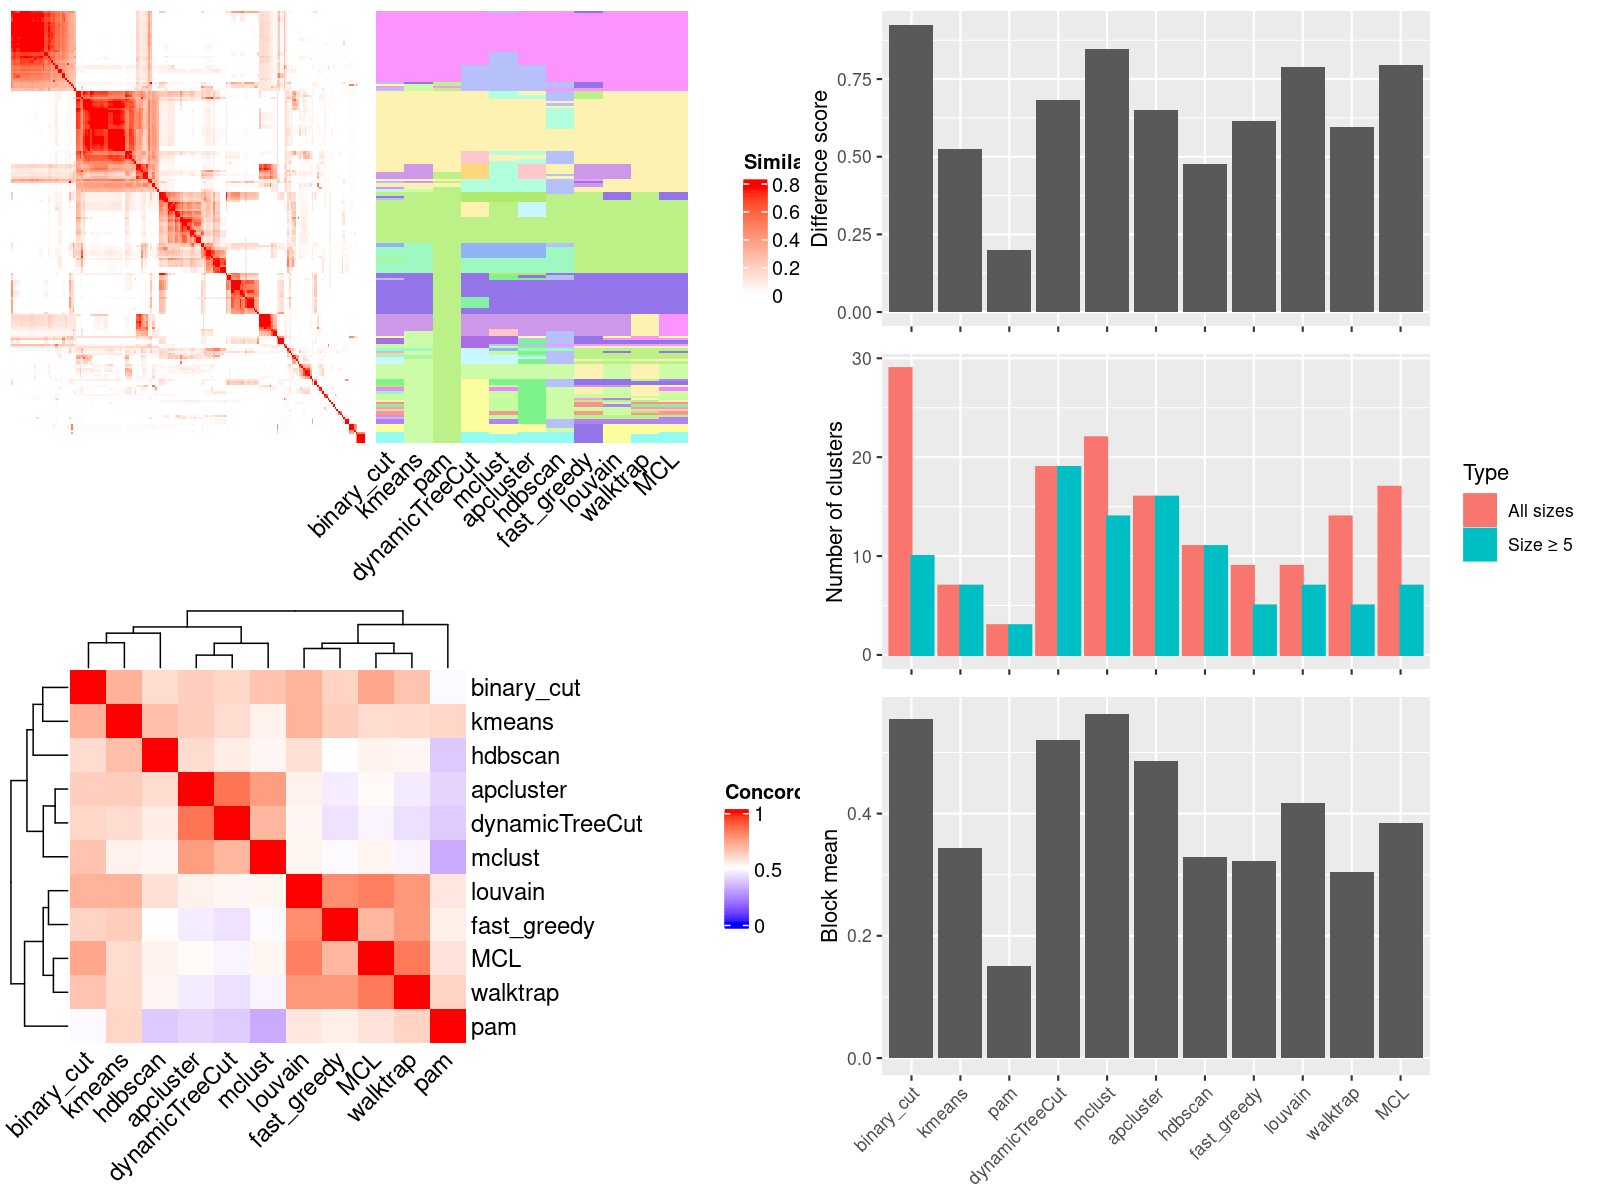 Simila
0.8
0.6
0.4
0.2
0
binary_cut
kmeans
pam
dynamicTreeCut
mclust
apcluster
hdbscan
fast_greedy
louvain
walktrap
MCL
Difference score
0.75
0.50
0.25
0.00
Number of clusters
30
20
10
0
Type
All sizes
Size ≥ 5
binary_cut
kmeans
hdbscan
apcluster
dynamicTreeCut
mclust
louvain
fast_greedy
MCL
walktrap
pam
binary_cut
kmeans
hdbscan
apcluster
dynamicTreeCut
mclust
louvain
fast_greedy
MCL
walktrap
pam
Concord
1
0.5
0
Block mean
0.4
0.2
0.0
binary_cut
kmeans
pam
dynamicTreeCut
mclust
apcluster
hdbscan
fast_greedy
louvain
walktrap
MCL